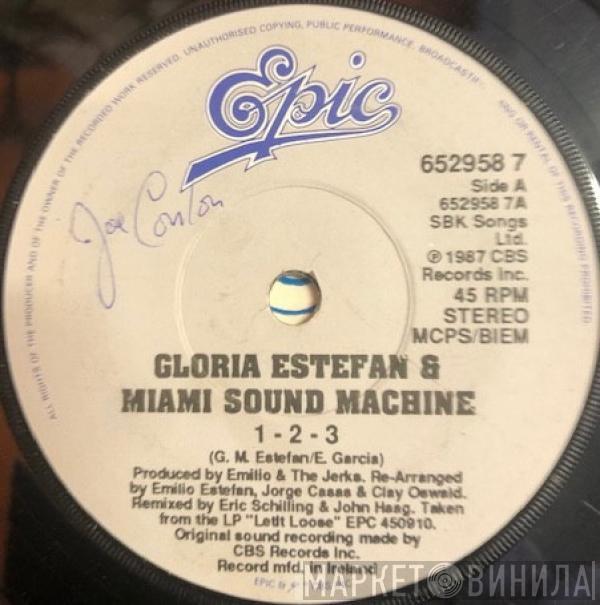 ALL RIGHTS OF THE PRODUCER AND OF THE OWNER OF THE RECORDED WORK RESERVED. UNAUTHORISED COPYING, PUBLIC PERFORMANCE, BROADCASTING AND OR RENTAL OF THIS RECORDING PROHIBITED
Epic
Joe Conlon
652958 7
Side A
652958 7A
SBK Songs
Ltd.
℗ 1987 CBS
Records Inc.
45 RPM
STEREO
MCPS/BIEM
GLORIA ESTEFAN &
MIAMI SOUND MACHINE
1 - 2 - 3
(G. M. Estefan/E. Garcia)
Produced by Emilio & The Jerks. Re-Arranged
by Emilio Estefan, Jorge Casas & Clay Oswald.
Remixed by Eric Schilling & John Haag. Taken
from the LP "Let It Loose" EPC 450910.
Original sound recording made by
CBS Records Inc.
Record mfd. in Ireland
МАРКЕТ ВИНИЛА